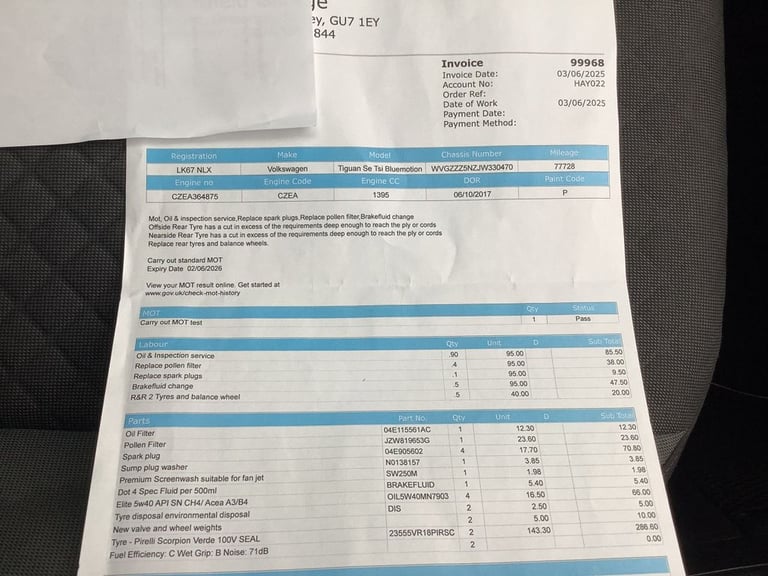 ey, GU7 1EY
844
Invoice 99968
Invoice Date: 03/06/2025
Account No: HAY022
Order Ref:
Date of Work 03/06/2025
Payment Date:
Payment Method:
Registration Make Model Chassis Number Mileage
LK67 NLX Volkswagen Tiguan Se Tsi Bluemotion WVGZZZ5NZJW330470 77728
Engine no Engine Code Engine CC DOR Paint Code
CZEA364875 CZEA 1395 06/10/2017 P
Mot, Oil & inspection service,Replace spark plugs,Replace pollen filter,Brakefluid change
Offside Rear Tyre has a cut in excess of the requirements deep enough to reach the ply or cords
Nearside Rear Tyre has a cut in excess of the requirements deep enough to reach the ply or cords
Replace rear tyres and balance wheels.
Carry out standard MOT
Expiry Date 02/06/2026
View your MOT result online. Get started at
www.gov.uk/check-mot-history
MOT Qty Status
Carry out MOT test 1 Pass
Labour Qty Unit D Sub Total
Oil & Inspection service .90 95.00 85.50
Replace pollen filter .4 95.00 38.00
Replace spark plugs .1 95.00 9.50
Brakefluid change .5 95.00 47.50
R&R 2 Tyres and balance wheel .5 40.00 20.00
Parts Part No. Qty Unit D Sub Total
Oil Filter 04E115561AC 1 12.30 12.30
Pollen Filter JZW819653G 1 23.60 23.60
Spark plug 04E905602 4 17.70 70.80
Sump plug washer N0138157 1 3.85 3.85
Premium Screenwash suitable for fan jet SW250M 1 1.98 1.98
Dot 4 Spec Fluid per 500ml BRAKEFLUID 1 5.40 5.40
Elite 5w40 API SN CH4/ Acea A3/B4 OIL5W40MN7903 4 16.50 66.00
Tyre disposal environmental disposal DIS 2 2.50 5.00
New valve and wheel weights 2 5.00 10.00
Tyre - Pirelli Scorpion Verde 100V SEAL 23555VR18PIRSC 2 143.30 286.60
Fuel Efficiency: C Wet Grip: B Noise: 71dB 2 0.00